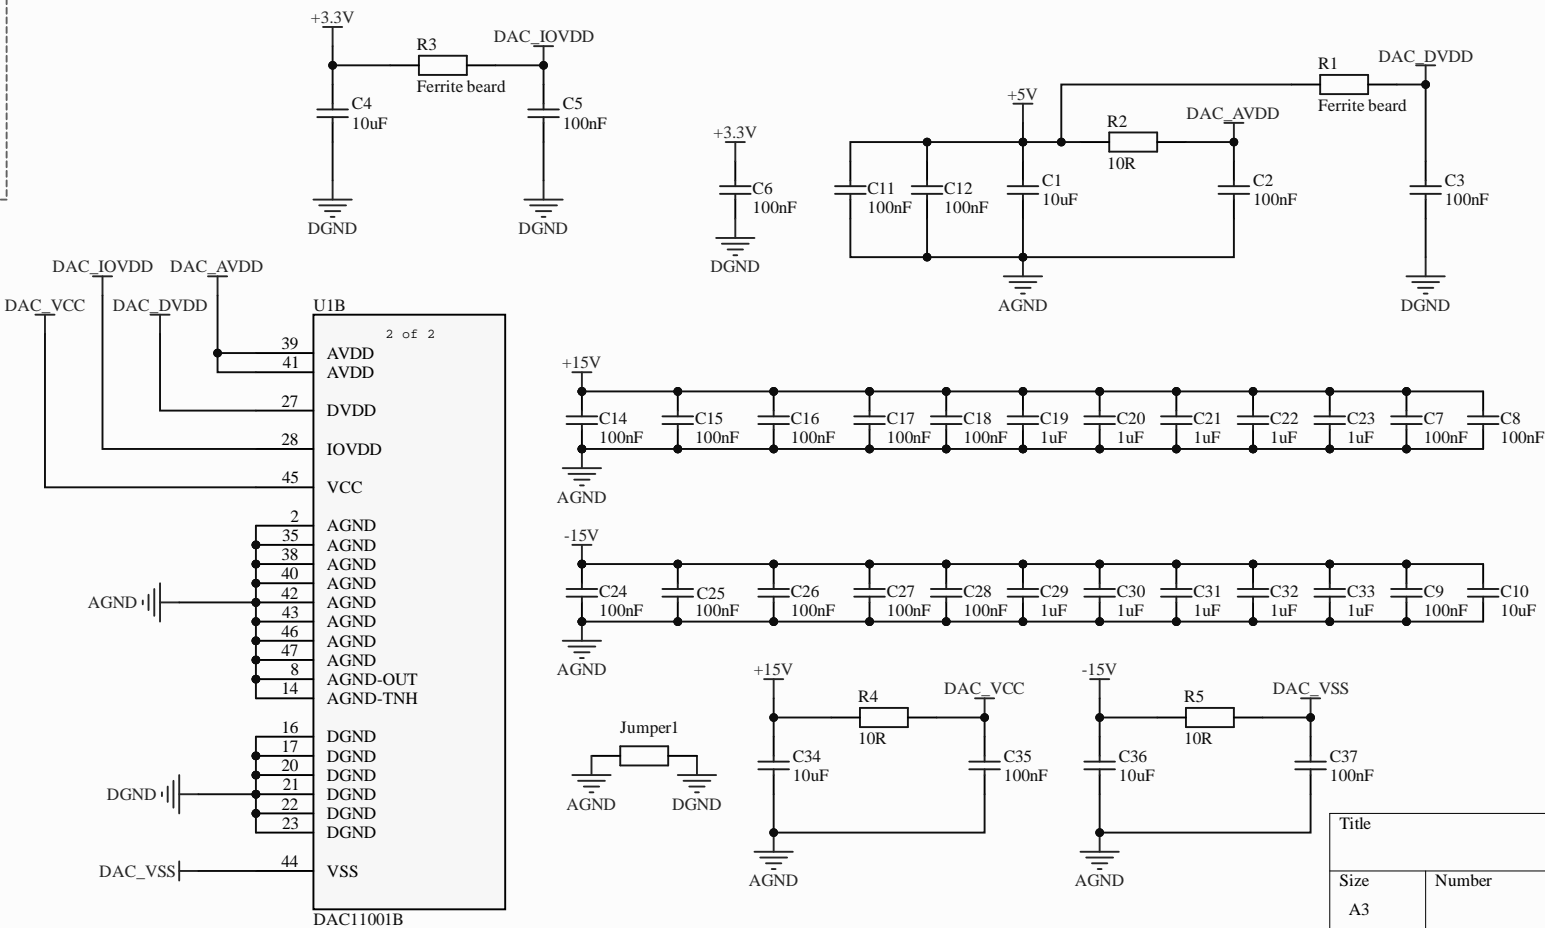 +3.3V
R3
DAC_IOVDD
Ferrite beard
C4
10uF
C5
100nF
DGND
DGND
+3.3V
C6
100nF
DGND
+5V
R2
10R
DAC_AVDD
R1
Ferrite beard
DAC_DVDD
C11
100nF
C12
100nF
C1
10uF
C2
100nF
C3
100nF
AGND
DGND
DAC_IOVDD
DAC_AVDD
DAC_VCC
DAC_DVDD
U1B
2 of 2
39 AVDD
41 AVDD
27 DVDD
28 IOVDD
45 VCC
2 AGND
35 AGND
38 AGND
40 AGND
AGND 42 AGND
43 AGND
46 AGND
47 AGND
8 AGND-OUT
14 AGND-TNH
16 DGND
17 DGND
20 DGND
DGND 21 DGND
22 DGND
23 DGND
DAC_VSS 44 VSS
DAC11001B
+15V
C14 C15 C16 C17 C18 C19 C20 C21 C22 C23 C7 C8
100nF 100nF 100nF 100nF 100nF 1uF 1uF 1uF 1uF 1uF 100nF 100nF
AGND
-15V
C24 C25 C26 C27 C28 C29 C30 C31 C32 C33 C9 C10
100nF 100nF 100nF 100nF 100nF 1uF 1uF 1uF 1uF 1uF 100nF 10uF
AGND
Jumper1
AGND
DGND
+15V
R4
10R
DAC_VCC
C34
10uF
C35
100nF
AGND
-15V
R5
10R
DAC_VSS
C36
10uF
C37
100nF
AGND
Title
Size
Number
A3